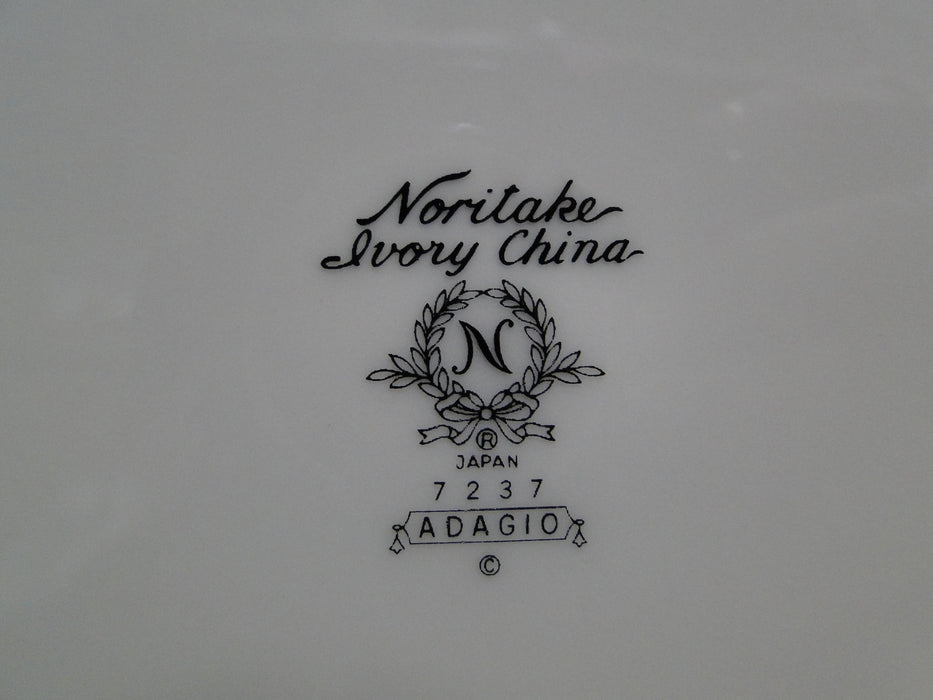 Noritake
Ivory China
N
®
JAPAN
7237
ADAGIO
©